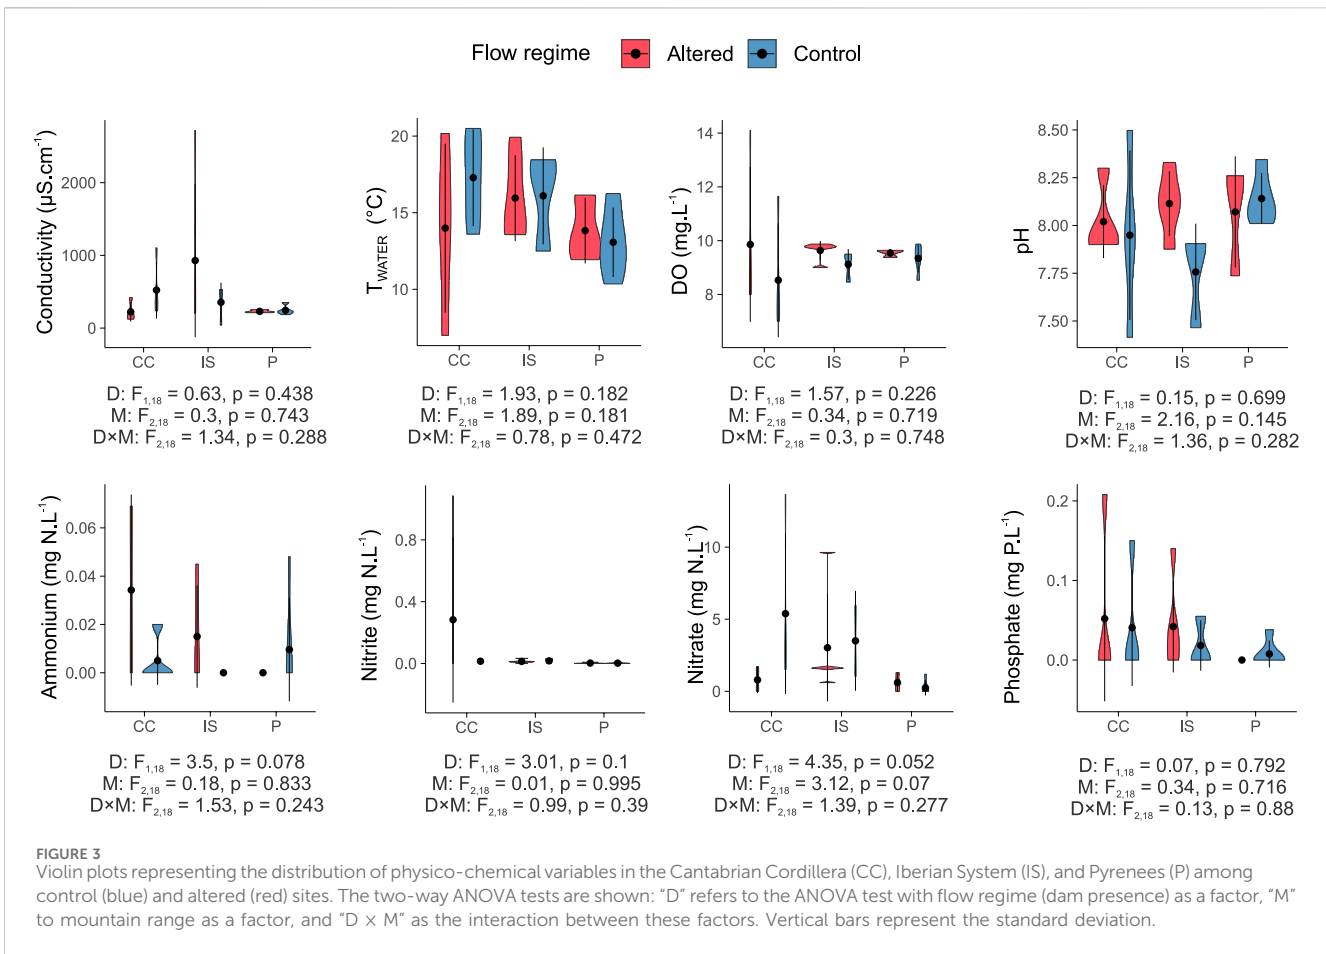 Flow regime Altered Control
Conductivity (µS.cm⁻¹)
2000
1000
0
CC IS P
D: F₁,₁₈ = 0.63, p = 0.438
M: F₂,₁₈ = 0.3, p = 0.743
D×M: F₂,₁₈ = 1.34, p = 0.288
T_WATER (°C)
20
15
10
CC IS P
D: F₁,₁₈ = 1.93, p = 0.182
M: F₂,₁₈ = 1.89, p = 0.181
D×M: F₂,₁₈ = 0.78, p = 0.472
DO (mg.L⁻¹)
14
12
10
8
CC IS P
D: F₁,₁₈ = 1.57, p = 0.226
M: F₂,₁₈ = 0.34, p = 0.719
D×M: F₂,₁₈ = 0.3, p = 0.748
pH
8.50
8.25
8.00
7.75
7.50
CC IS P
D: F₁,₁₈ = 0.15, p = 0.699
M: F₂,₁₈ = 2.16, p = 0.145
D×M: F₂,₁₈ = 1.36, p = 0.282
Ammonium (mg N.L⁻¹)
0.06
0.04
0.02
0.00
CC IS P
D: F₁,₁₈ = 3.5, p = 0.078
M: F₂,₁₈ = 0.18, p = 0.833
D×M: F₂,₁₈ = 1.53, p = 0.243
Nitrite (mg N.L⁻¹)
0.8
0.4
0.0
CC IS P
D: F₁,₁₈ = 3.01, p = 0.1
M: F₂,₁₈ = 0.01, p = 0.995
D×M: F₂,₁₈ = 0.99, p = 0.39
Nitrate (mg N.L⁻¹)
10
5
0
CC IS P
D: F₁,₁₈ = 4.35, p = 0.052
M: F₂,₁₈ = 3.12, p = 0.07
D×M: F₂,₁₈ = 1.39, p = 0.277
Phosphate (mg P.L⁻¹)
0.2
0.1
0.0
CC IS P
D: F₁,₁₈ = 0.07, p = 0.792
M: F₂,₁₈ = 0.34, p = 0.716
D×M: F₂,₁₈ = 0.13, p = 0.88
FIGURE 3
Violin plots representing the distribution of physico-chemical variables in the Cantabrian Cordillera (CC), Iberian System (IS), and Pyrenees (P) among
control (blue) and altered (red) sites. The two-way ANOVA tests are shown: “D” refers to the ANOVA test with flow regime (dam presence) as a factor, “M”
to mountain range as a factor, and “D × M” as the interaction between these factors. Vertical bars represent the standard deviation.